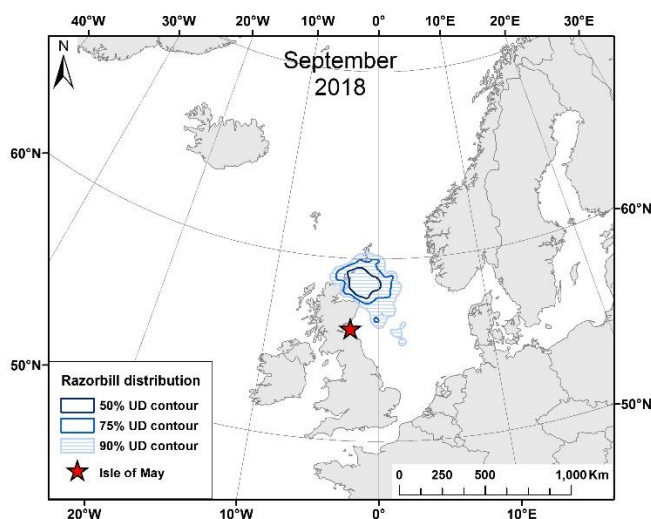 40°W 20°W 10°W 0° 10°E 20°E 30°E
N
September
2018
60°N
60°N
50°N
50°N
Razorbill distribution
50% UD contour
75% UD contour
90% UD contour
Isle of May
0 250 500 1,000 Km
20°W 10°W 0° 10°E